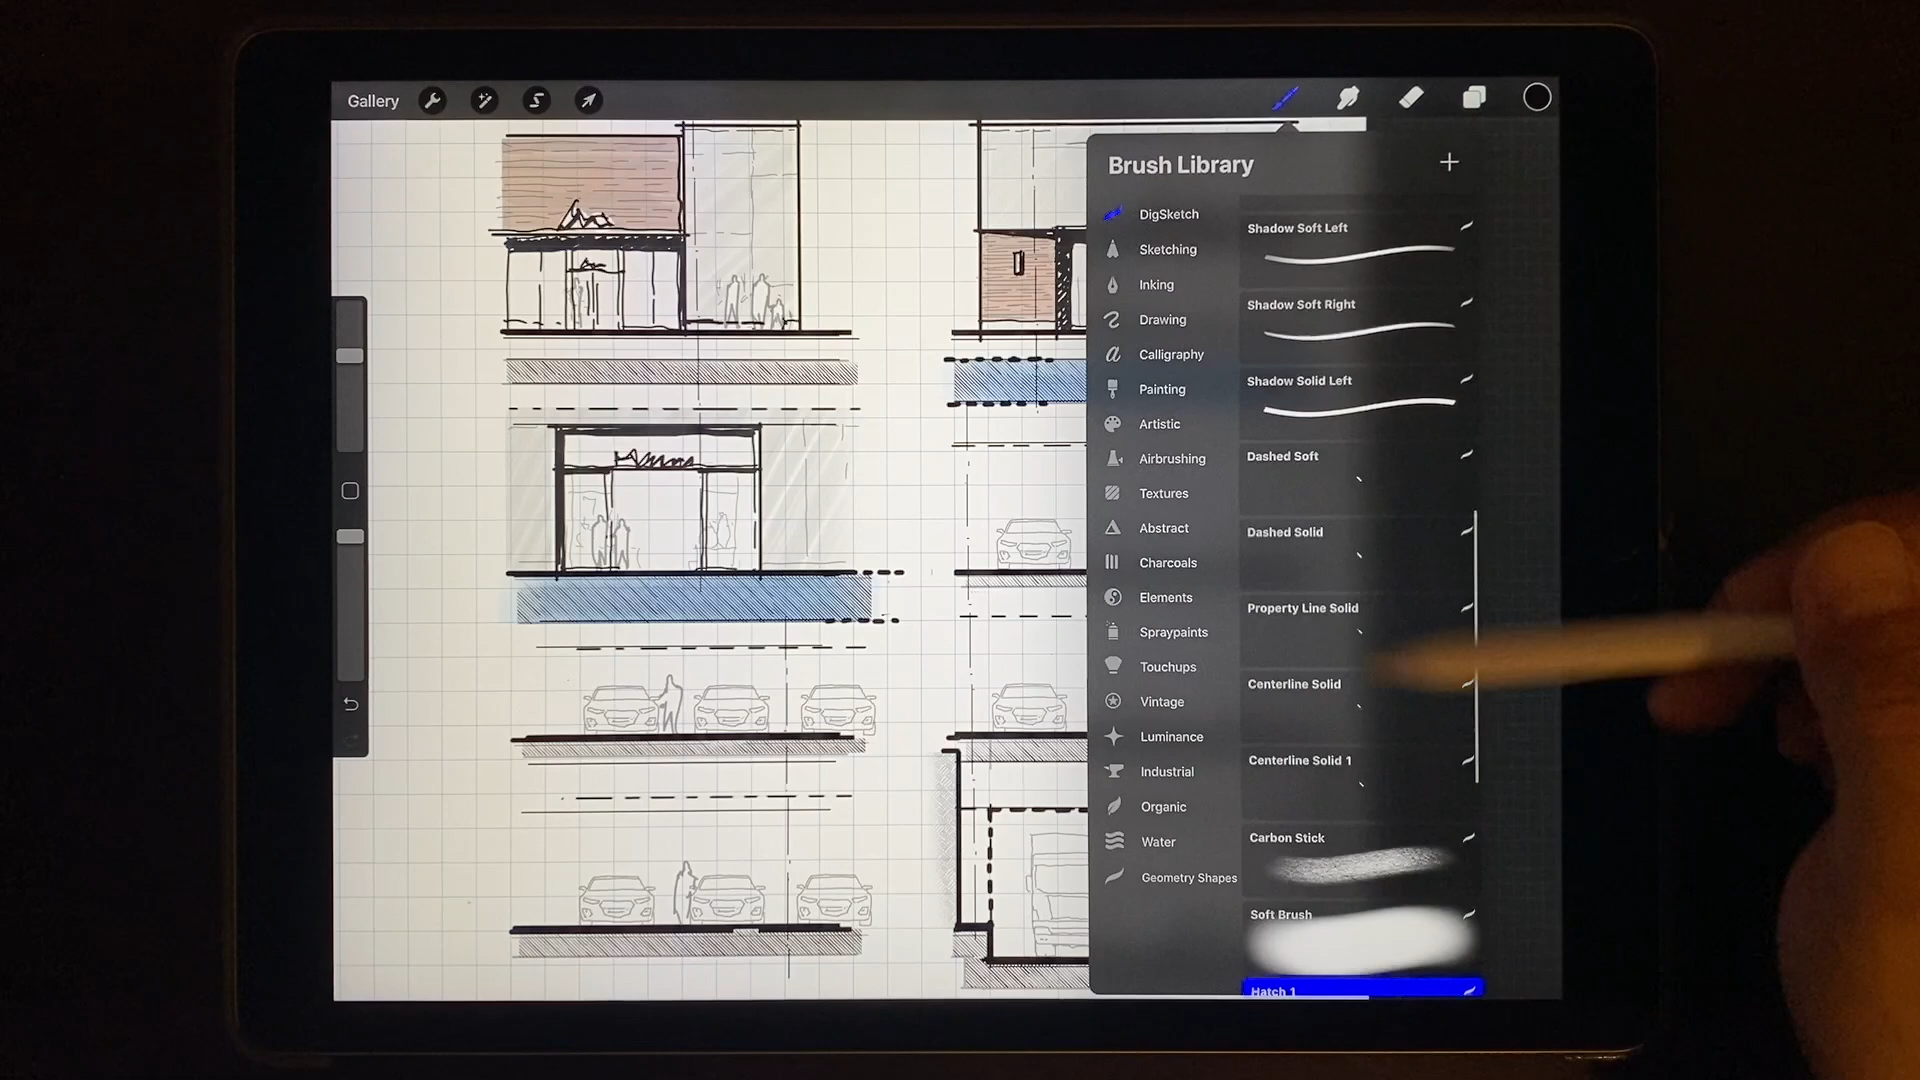 Gallery
Brush Library
DigSketch
Sketching
Inking
Drawing
Calligraphy
Painting
Artistic
Airbrushing
Textures
Abstract
Charcoals
Elements
Spraypaints
Touchups
Vintage
Luminance
Industrial
Organic
Water
Geometry Shapes
Shadow Soft Left
Shadow Soft Right
Shadow Solid Left
Dashed Soft
Dashed Solid
Property Line Solid
Centerline Solid
Centerline Solid 1
Carbon Stick
Soft Brush
Hatch 1